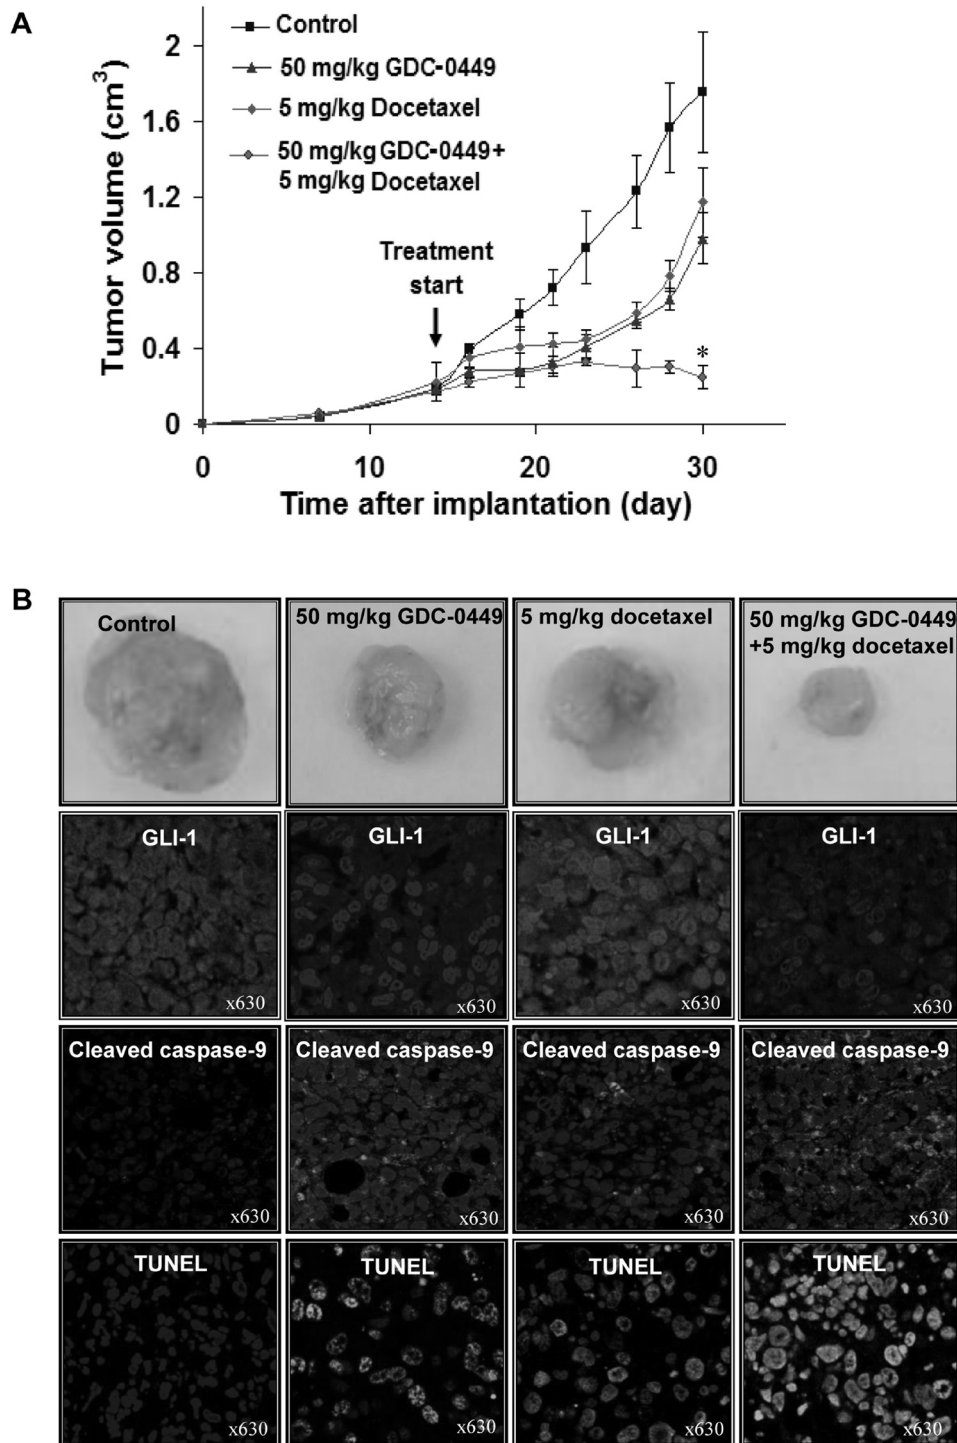 A
Control
50 mg/kg GDC-0449
5 mg/kg Docetaxel
50 mg/kg GDC-0449+
5 mg/kg Docetaxel
Tumor volume (cm³)
2
1.6
1.2
0.8
0.4
0
Treatment
start
*
0
10
20
30
Time after implantation (day)
B
Control
50 mg/kg GDC-0449
5 mg/kg docetaxel
50 mg/kg GDC-0449
+5 mg/kg docetaxel
GLI-1
GLI-1
GLI-1
GLI-1
x630
x630
x630
x630
Cleaved caspase-9
Cleaved caspase-9
Cleaved caspase-9
Cleaved caspase-9
x630
x630
x630
x630
TUNEL
TUNEL
TUNEL
TUNEL
x630
x630
x630
x630